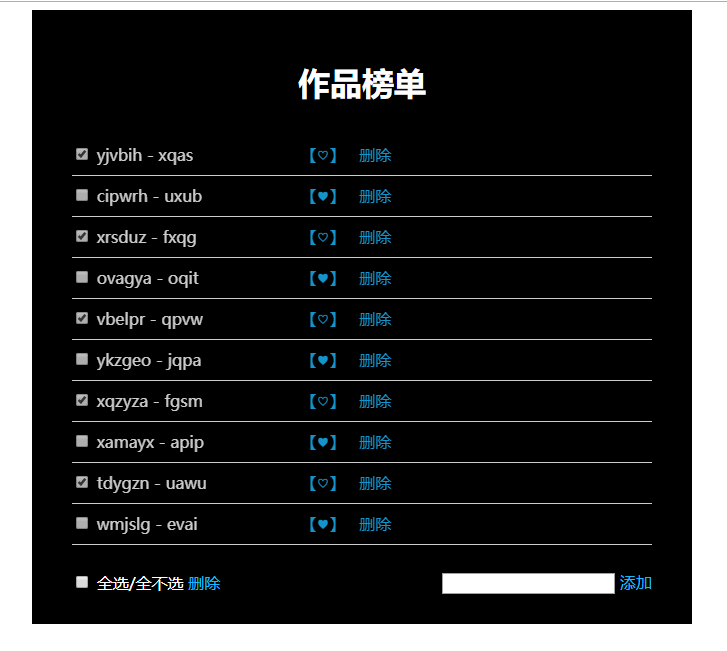 作品榜单
yjvbih - xqas 【♡】 删除
cipwrh - uxub 【♥】 删除
xrsduz - fxqg 【♡】 删除
ovagya - oqit 【♥】 删除
vbelpr - qpvw 【♡】 删除
ykzgeo - jqpa 【♥】 删除
xqzyza - fgsm 【♡】 删除
xamayx - apip 【♥】 删除
tdygzn - uawu 【♡】 删除
wmjslg - evai 【♥】 删除
全选/全不选 删除 添加